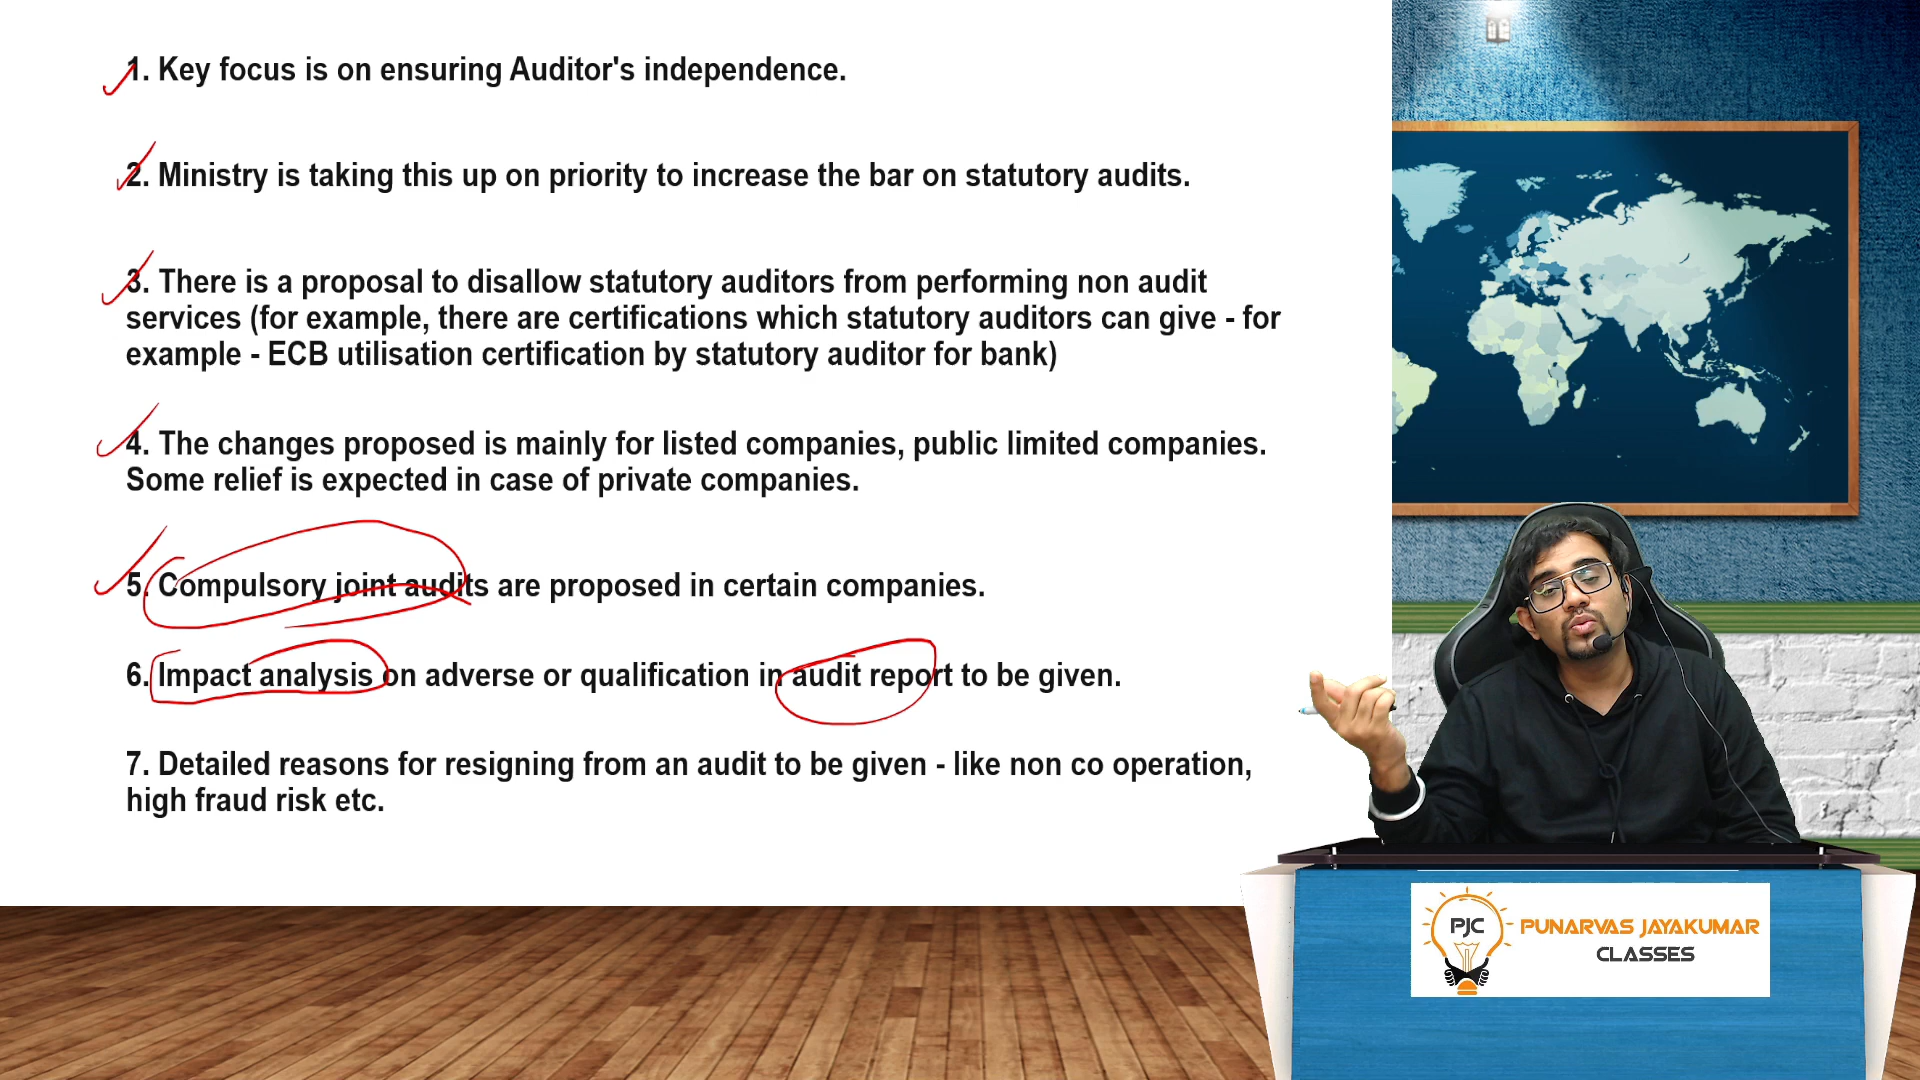 1. Key focus is on ensuring Auditor's independence.
2. Ministry is taking this up on priority to increase the bar on statutory audits.
3. There is a proposal to disallow statutory auditors from performing non audit
services (for example, there are certifications which statutory auditors can give - for
example - ECB utilisation certification by statutory auditor for bank)
4. The changes proposed is mainly for listed companies, public limited companies.
Some relief is expected in case of private companies.
5. Compulsory joint audits are proposed in certain companies.
6. Impact analysis on adverse or qualification in audit report to be given.
7. Detailed reasons for resigning from an audit to be given - like non co operation,
high fraud risk etc.
PJC
PUNARVAS JAYAKUMAR
CLASSES